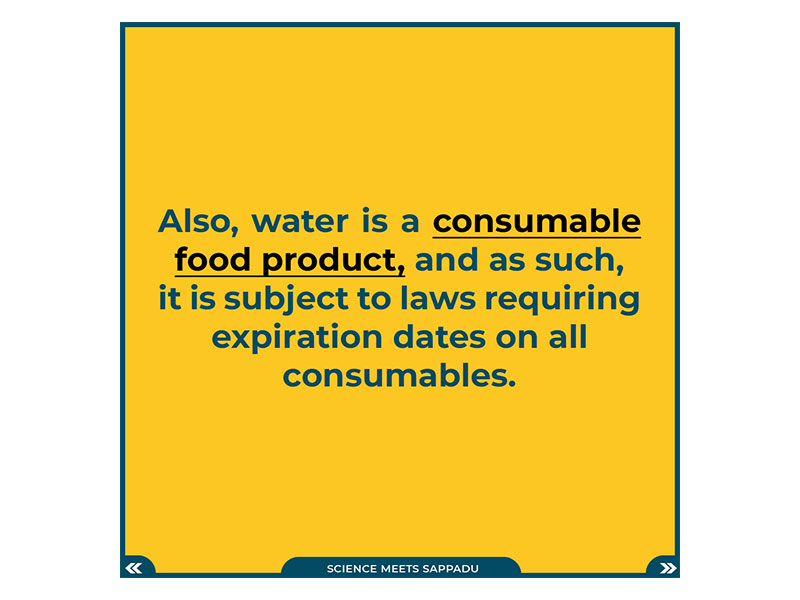 Also, water is a consumable
food product, and as such,
it is subject to laws requiring
expiration dates on all
consumables.
SCIENCE MEETS SAPPADU